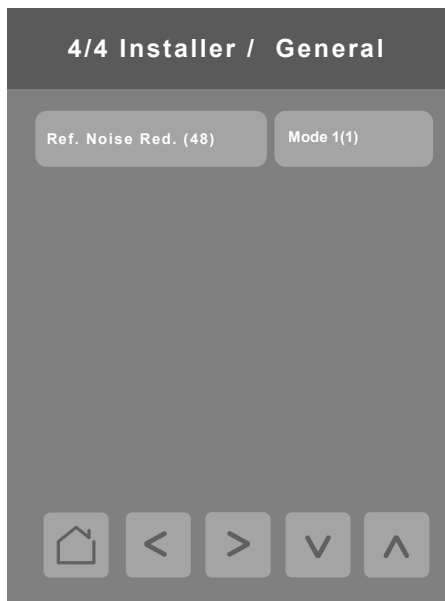 4/4 Installer / General
Ref. Noise Red. (48)
Mode 1(1)